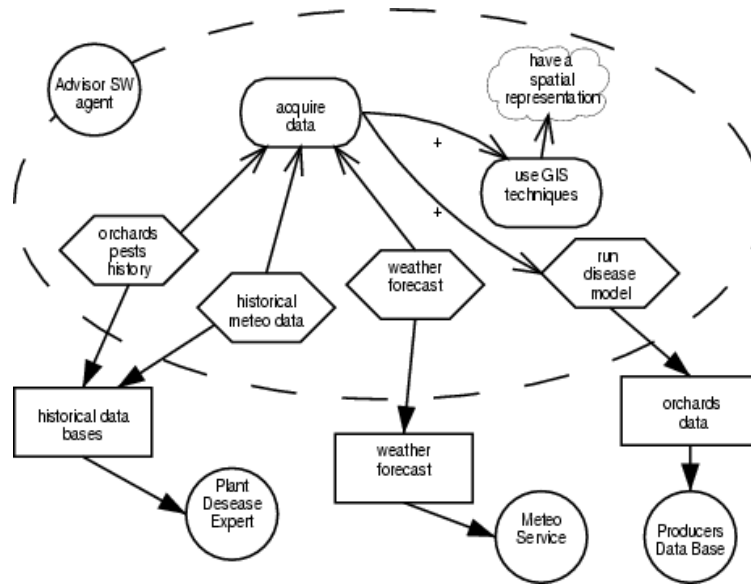 Advisor SW
agent
have a
spatial
representation
acquire
data
+
use GIS
techniques
+
orchards
pests
history
historical
meteo data
weather
forecast
run
disease
model
historical data
bases
weather
forecast
orchards
data
Plant
Desease
Expert
Meteo
Service
Producers
Data Base